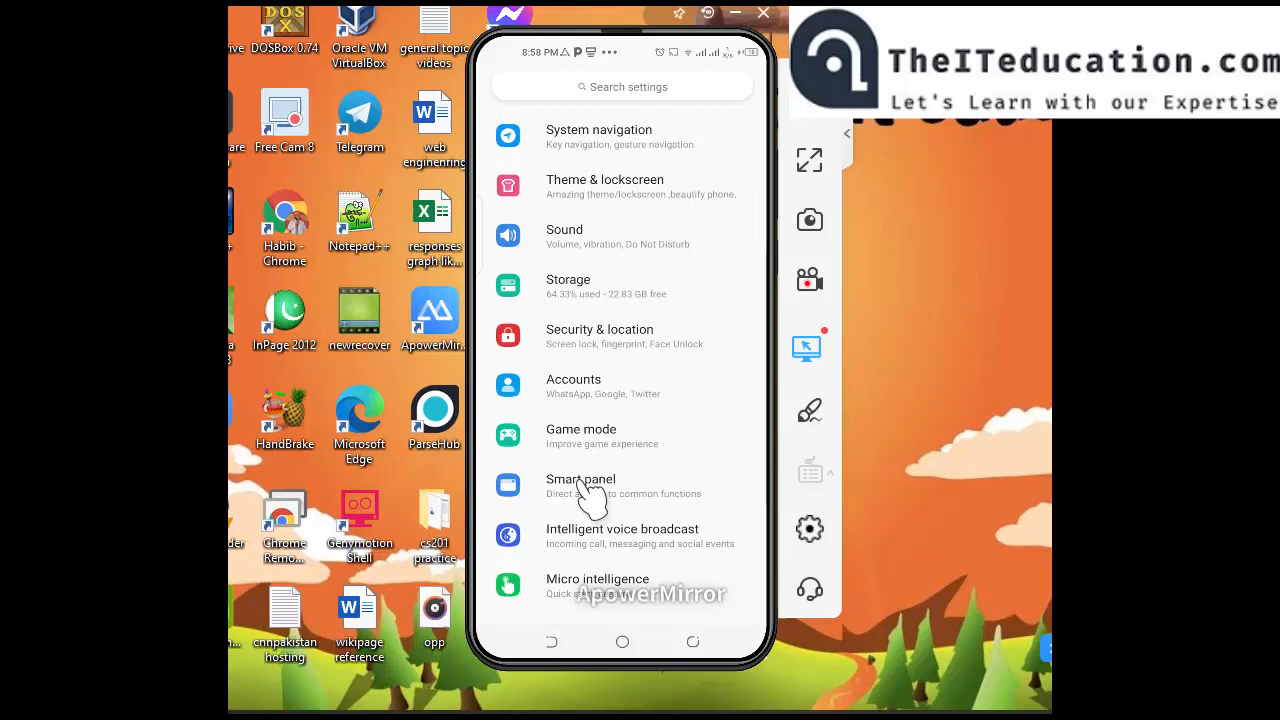 DOSBox 0.74
Oracle VM
VirtualBox
general topic
videos
TheITeducation.com
Let's Learn with our Expertise
8:58 PM
Search settings
System navigation
Key navigation, gesture navigation
Theme & lockscreen
Amazing theme/lockscreen ,beautify phone.
Sound
Volume, vibration, Do Not Disturb
Storage
64.33% used - 22.83 GB free
Security & location
Screen lock, fingerprint, Face Unlock
Accounts
WhatsApp, Google, Twitter
Game mode
Improve game experience
Smart panel
Direct to common functions
Intelligent voice broadcast
Incoming call, messaging and social events
Micro intelligence
Quick
ApowerMirror
Free Cam 8
Telegram
web
enginenring
Habib -
Chrome
Notepad++
responses
graph lik...
InPage 2012
newrecover
ApowerMir...
HandBrake
Microsoft
Edge
ParseHub
Chrome
Remo...
Genymotion
Shell
cs201
practice
cnnpakistan
hosting
wikipage
reference
opp